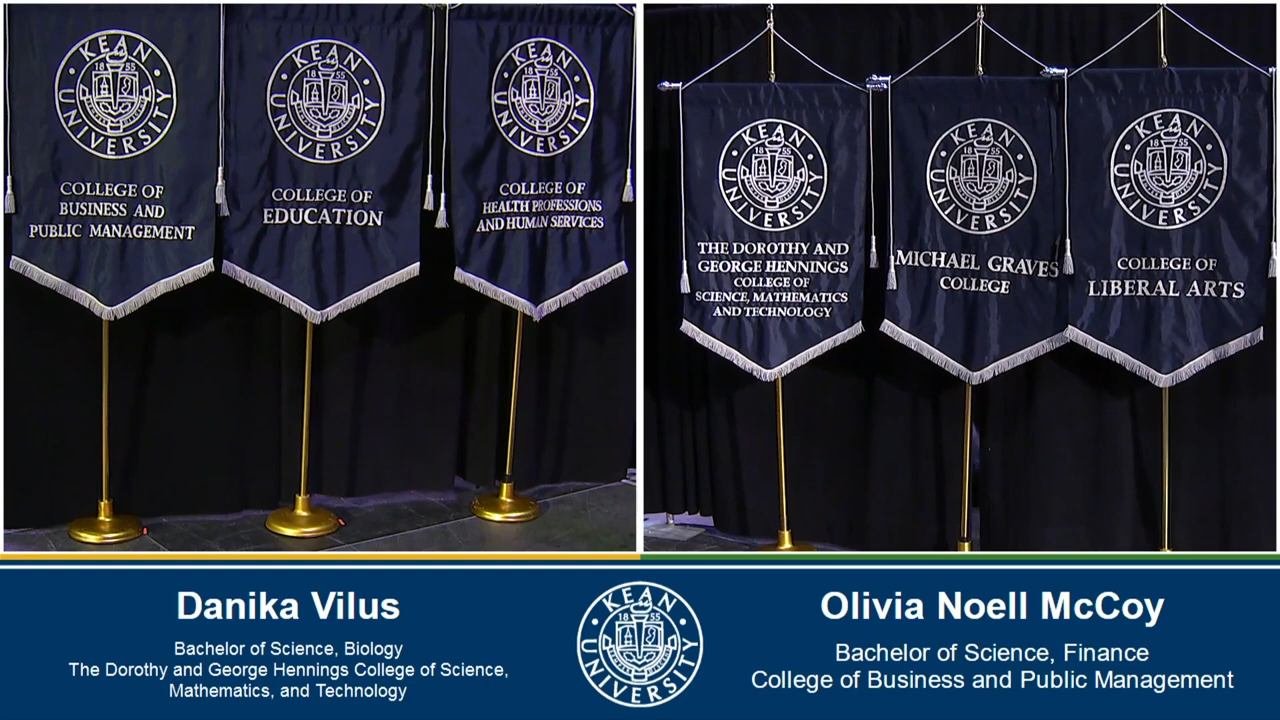 KEAN UNIVERSITY
1855
COLLEGE OF
BUSINESS AND
PUBLIC MANAGEMENT
KEAN UNIVERSITY
1855
COLLEGE OF
EDUCATION
KEAN UNIVERSITY
1855
COLLEGE OF
HEALTH PROFESSIONS
AND HUMAN SERVICES
KEAN UNIVERSITY
1855
THE DOROTHY AND
GEORGE HENNINGS
COLLEGE OF
SCIENCE, MATHEMATICS
AND TECHNOLOGY
KEAN UNIVERSITY
1855
MICHAEL GRAVES
COLLEGE
KEAN UNIVERSITY
1855
COLLEGE OF
LIBERAL ARTS
Danika Vilus
Bachelor of Science, Biology
The Dorothy and George Hennings College of Science,
Mathematics, and Technology
KEAN UNIVERSITY
1855
Olivia Noell McCoy
Bachelor of Science, Finance
College of Business and Public Management